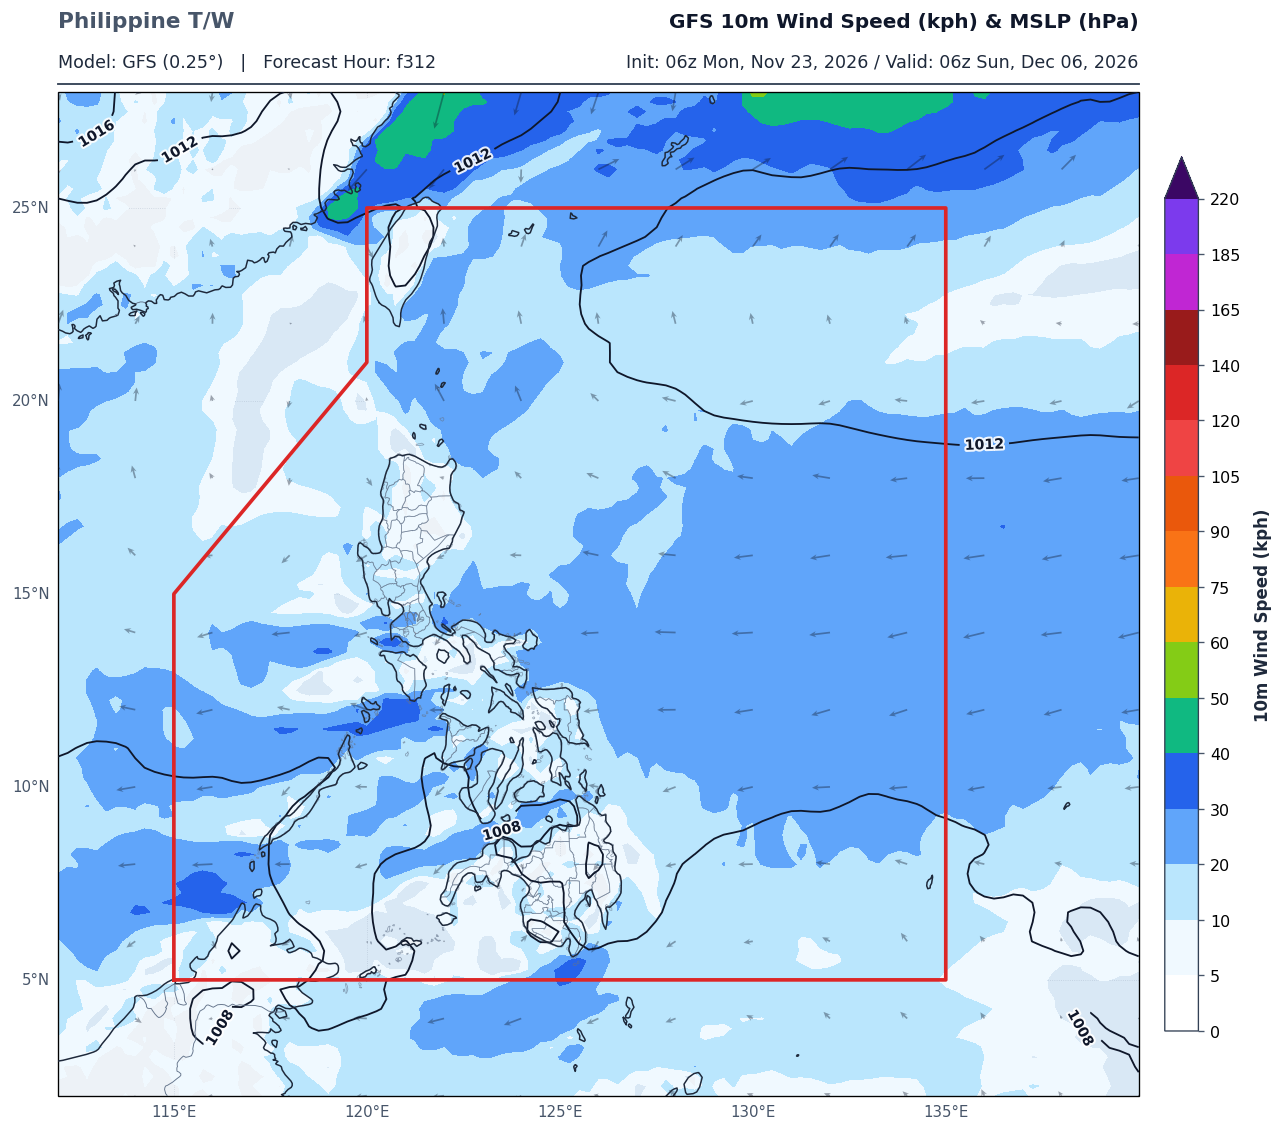 Philippine T/W
GFS 10m Wind Speed (kph) & MSLP (hPa)
Model: GFS (0.25°)   |   Forecast Hour: f312
Init: 06z Mon, Nov 23, 2026 / Valid: 06z Sun, Dec 06, 2026
1016
1012
1012
1012
1008
1008
1008
25°N
20°N
15°N
10°N
5°N
115°E
120°E
125°E
130°E
135°E
220
185
165
140
120
105
90
75
60
50
40
30
20
10
5
0
10m Wind Speed (kph)